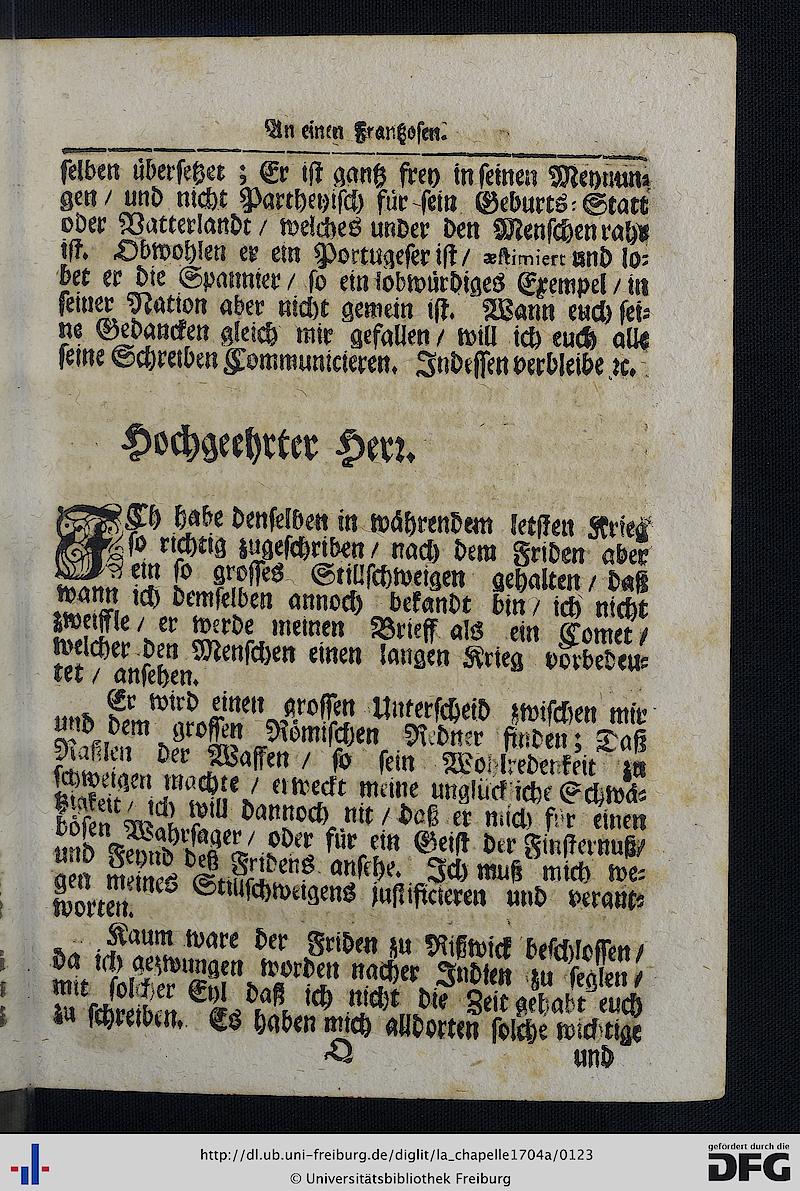 An einen Frantzosen.
selben übersetzet ; Er ist gantz frey in seinen Meynun⸗
gen / und nicht Partheyisch für sein Geburts⸗Statt
oder Vatterlandt / welches under den Menschen rahr
ist. Obwohlen er ein Portugeser ist / æstimiert und lo⸗
bet er die Spannier / so ein lobwürdiges Exempel / in
seiner Nation aber nicht gemein ist. Wann euch sei⸗
ne Gedancken gleich mir gefallen / will ich euch alle
seine Schreiben Communicieren. Indessen verbleibe ꝛc.
Hochgeehrter Herr.
ICh habe denselben in währendem letsten Krieg
so richtig zugeschriben / nach dem Friden aber
ein so grosses Stillschweigen gehalten / daß
wann ich demselben annoch bekandt bin / ich nicht
zweiffle / er werde meinen Brieff als ein Comet /
welcher den Menschen einen langen Krieg vorbedeu⸗
tet / ansehen.
Er wird einen grossen Unterscheid zwischen mir
und dem grossen Römischen Redner finden; Daß
Raßlen der Waffen / so sein Wohlredenkeit zu
schweigen machte / erweckt meine unglückliche Schwä⸗
tzigkeit / ich will dannoch nit / daß er mich für einen
bösen Wahrsager / oder für ein Geist der Finsternuß /
und Feynd deß Fridens ansehe. Ich muß mich we⸗
gen meines Stillschweigens justificieren und verant⸗
worten.
Kaum ware der Friden zu Rißwick beschlossen /
da ich gezwungen worden nacher Indien zu seglen /
mit solcher Eyl daß ich nicht die Zeit gehabt euch
zu schreiben. Es haben mich alldorten solche wichtige
Q und
http://dl.ub.uni-freiburg.de/diglit/la_chapelle1704a/0123
© Universitätsbibliothek Freiburg
gefördert durch die
DFG